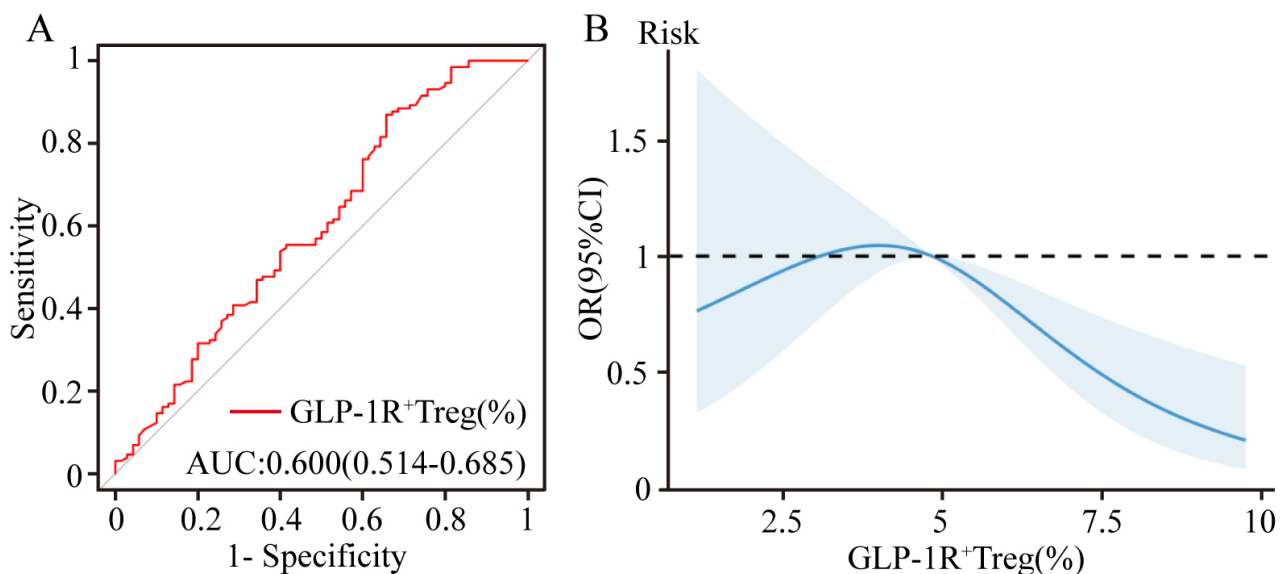 A
1
0.8
0.6
0.4
0.2
0
Sensitivity
GLP-1R⁺Treg(%)
AUC:0.600(0.514-0.685)
0 0.2 0.4 0.6 0.8 1
1- Specificity
B Risk
1.5
1
0.5
0
OR(95%CI)
2.5 5 7.5 10
GLP-1R⁺Treg(%)